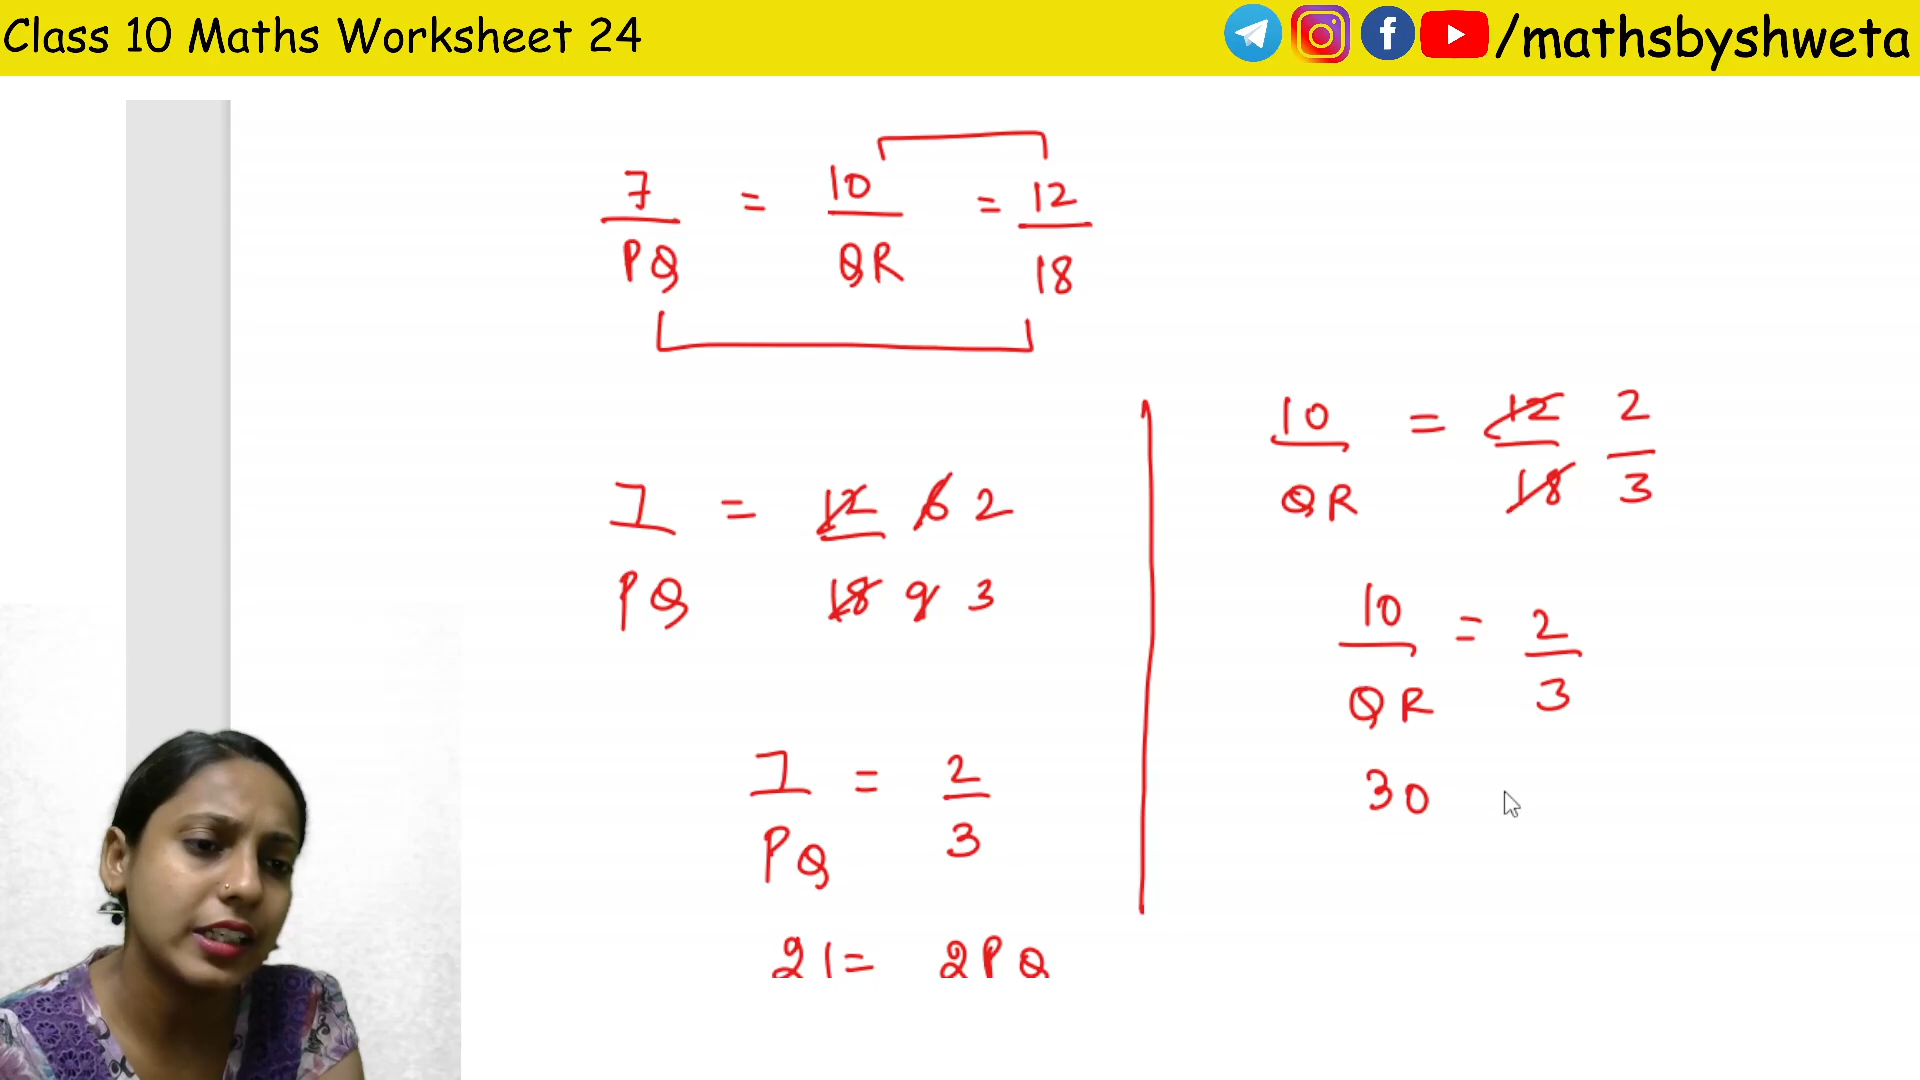 Class 10 Maths Worksheet 24
/mathsbyshweta
7 = 10 = 12
PQ QR 18
7 = 12 6 2
PQ 18 9 3
7 = 2
PQ 3
21 = 2PQ
10 = 12 2
QR 18 3
10 = 2
QR 3
30